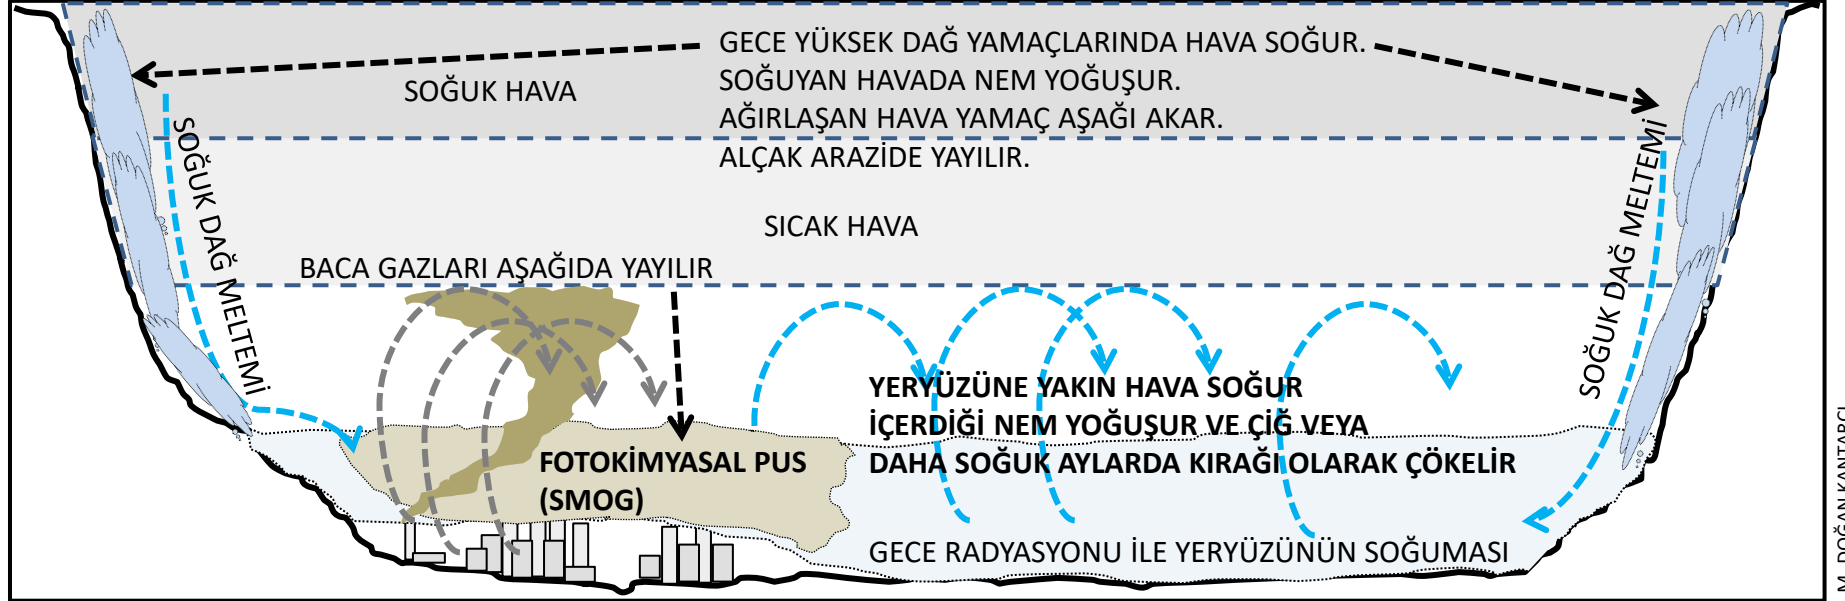 GECE YÜKSEK DAĞ YAMAÇLARINDA HAVA SOĞUR.
SOĞUYAN HAVADA NEM YOĞUŞUR.
AĞIRLAŞAN HAVA YAMAÇ AŞAĞI AKAR.
ALÇAK ARAZİDE YAYILIR.
SOĞUK HAVA
SICAK HAVA
SOĞUK DAĞ MELTEMİ
SOĞUK DAĞ MELTEMİ
BACA GAZLARI AŞAĞIDA YAYILIR
YERYÜZÜNE YAKIN HAVA SOĞUR
İÇERDİĞİ NEM YOĞUŞUR VE ÇİĞ VEYA
DAHA SOĞUK AYLARDA KIRAĞI OLARAK ÇÖKELİR
FOTOKİMYASAL PUS
(SMOG)
GECE RADYASYONU İLE YERYÜZÜNÜN SOĞUMASI
M. DOĞAN KANTARCI